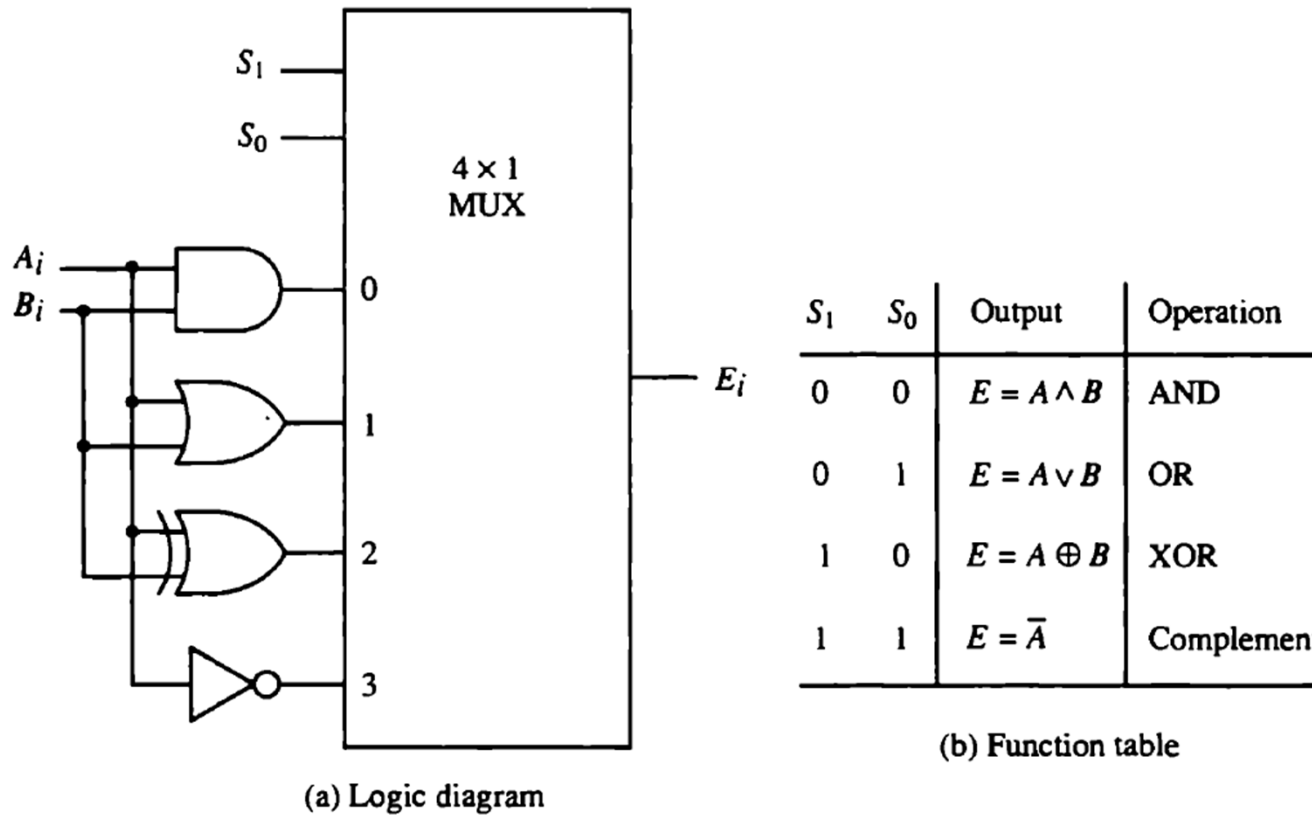 S₁
S₀
4 × 1
MUX
Aᵢ
Bᵢ
0
1
2
3
Eᵢ
(a) Logic diagram
S₁ S₀ Output Operation
0 0 E = A ∧ B AND
0 1 E = A ∨ B OR
1 0 E = A ⊕ B XOR
1 1 E = A̅ Complemen
(b) Function table